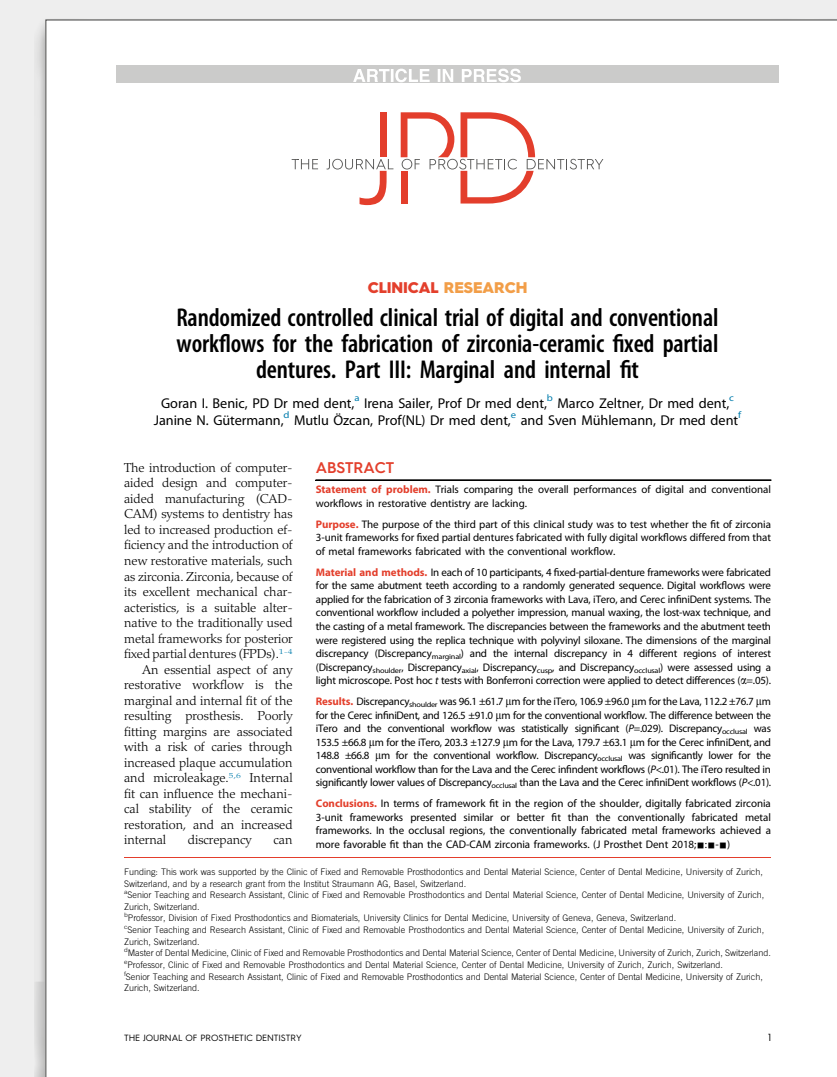 ARTICLE IN PRESS
JPD
THE JOURNAL OF PROSTHETIC DENTISTRY
CLINICAL RESEARCH
Randomized controlled clinical trial of digital and conventional
workflows for the fabrication of zirconia-ceramic fixed partial
dentures. Part III: Marginal and internal fit
Goran I. Benic, PD Dr med dent,a Irena Sailer, Prof Dr med dent,b Marco Zeltner, Dr med dent,c
Janine N. Gütermann,d Mutlu Özcan, Prof(NL) Dr med dent,e and Sven Mühlemann, Dr med dentf
The introduction of computer-
aided design and computer-
aided manufacturing (CAD-
CAM) systems to dentistry has
led to increased production ef-
ficiency and the introduction of
new restorative materials, such
as zirconia. Zirconia, because of
its excellent mechanical char-
acteristics, is a suitable alter-
native to the traditionally used
metal frameworks for posterior
fixed partial dentures (FPDs).1-4
An essential aspect of any
restorative workflow is the
marginal and internal fit of the
resulting prosthesis. Poorly
fitting margins are associated
with a risk of caries through
increased plaque accumulation
and microleakage.5,6 Internal
fit can influence the mechani-
cal stability of the ceramic
restoration, and an increased
internal discrepancy can
ABSTRACT
Statement of problem. Trials comparing the overall performances of digital and conventional
workflows in restorative dentistry are lacking.
Purpose. The purpose of the third part of this clinical study was to test whether the fit of zirconia
3-unit frameworks for fixed partial dentures fabricated with fully digital workflows differed from that
of metal frameworks fabricated with the conventional workflow.
Material and methods. In each of 10 participants, 4 fixed-partial-denture frameworks were fabricated
for the same abutment teeth according to a randomly generated sequence. Digital workflows were
applied for the fabrication of 3 zirconia frameworks with Lava, iTero, and Cerec infiniDent systems. The
conventional workflow included a polyether impression, manual waxing, the lost-wax technique, and
the casting of a metal framework. The discrepancies between the frameworks and the abutment teeth
were registered using the replica technique with polyvinyl siloxane. The dimensions of the marginal
discrepancy (Discrepancymarginal) and the internal discrepancy in 4 different regions of interest
(Discrepancyshoulder, Discrepancyaxial, Discrepancycusp, and Discrepancyocclusal) were assessed using a
light microscope. Post hoc t tests with Bonferroni correction were applied to detect differences (α=.05).
Results. Discrepancyshoulder was 96.1 ±61.7 μm for the iTero, 106.9 ±96.0 μm for the Lava, 112.2 ±76.7 μm
for the Cerec infiniDent, and 126.5 ±91.0 μm for the conventional workflow. The difference between the
iTero and the conventional workflow was statistically significant (P=.029). Discrepancyocclusal was
153.5 ±66.8 μm for the iTero, 203.3 ±127.9 μm for the Lava, 179.7 ±63.1 μm for the Cerec infiniDent, and
148.8 ±66.8 μm for the conventional workflow. Discrepancyocclusal was significantly lower for the
conventional workflow than for the Lava and the Cerec infindent workflows (P<.01). The iTero resulted in
significantly lower values of Discrepancyocclusal than the Lava and the Cerec infiniDent workflows (P<.01).
Conclusions. In terms of framework fit in the region of the shoulder, digitally fabricated zirconia
3-unit frameworks presented similar or better fit than the conventionally fabricated metal
frameworks. In the occlusal regions, the conventionally fabricated metal frameworks achieved a
more favorable fit than the CAD-CAM zirconia frameworks. (J Prosthet Dent 2018;■:■-■)
Funding: This work was supported by the Clinic of Fixed and Removable Prosthodontics and Dental Material Science, Center of Dental Medicine, University of Zurich,
Switzerland, and by a research grant from the Institut Straumann AG, Basel, Switzerland.
aSenior Teaching and Research Assistant, Clinic of Fixed and Removable Prosthodontics and Dental Material Science, Center of Dental Medicine, University of Zurich,
Zurich, Switzerland.
bProfessor, Division of Fixed Prosthodontics and Biomaterials, University Clinics for Dental Medicine, University of Geneva, Geneva, Switzerland.
cSenior Teaching and Research Assistant, Clinic of Fixed and Removable Prosthodontics and Dental Material Science, Center of Dental Medicine, University of Zurich,
Zurich, Switzerland.
dMaster of Dental Medicine, Clinic of Fixed and Removable Prosthodontics and Dental Material Science, Center of Dental Medicine, University of Zurich, Zurich, Switzerland.
eProfessor, Clinic of Fixed and Removable Prosthodontics and Dental Material Science, Center of Dental Medicine, University of Zurich, Zurich, Switzerland.
fSenior Teaching and Research Assistant, Clinic of Fixed and Removable Prosthodontics and Dental Material Science, Center of Dental Medicine, University of Zurich,
Zurich, Switzerland.
THE JOURNAL OF PROSTHETIC DENTISTRY 1